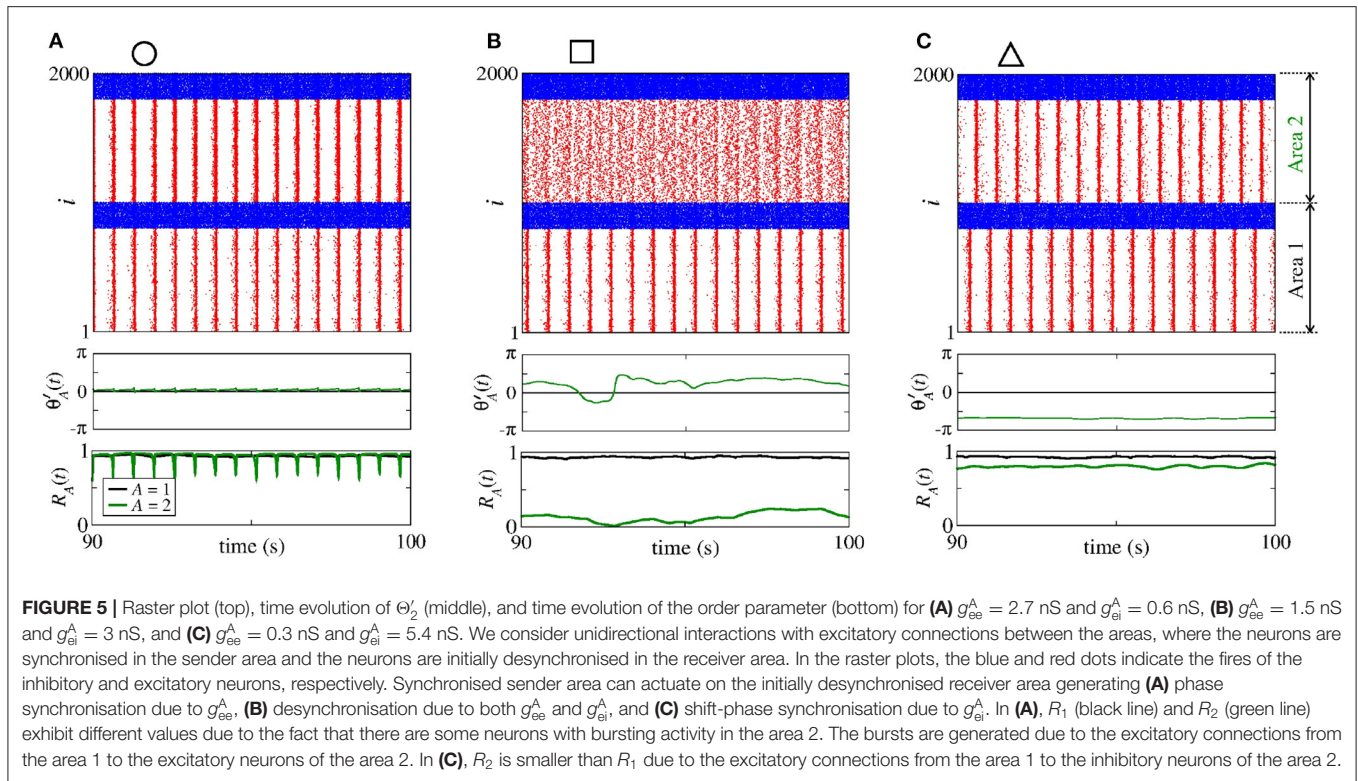 A
B
C
2000
i
1
π
0
-π
θ′A(t)
1
RA(t)
0
A = 1
A = 2
90
time (s)
100
2000
i
1
π
0
-π
θ′A(t)
1
RA(t)
0
90
time (s)
100
2000
Area 2
Area 1
1
π
0
-π
θ′A(t)
1
RA(t)
0
90
time (s)
100
FIGURE 5 | Raster plot (top), time evolution of Θ′2 (middle), and time evolution of the order parameter (bottom) for (A) gᴬee = 2.7 nS and gᴬei = 0.6 nS, (B) gᴬee = 1.5 nS
and gᴬei = 3 nS, and (C) gᴬee = 0.3 nS and gᴬei = 5.4 nS. We consider unidirectional interactions with excitatory connections between the areas, where the neurons are
synchronised in the sender area and the neurons are initially desynchronised in the receiver area. In the raster plots, the blue and red dots indicate the fires of the
inhibitory and excitatory neurons, respectively. Synchronised sender area can actuate on the initially desynchronised receiver area generating (A) phase
synchronisation due to gᴬee, (B) desynchronisation due to both gᴬee and gᴬei, and (C) shift-phase synchronisation due to gᴬei. In (A), R1 (black line) and R2 (green line)
exhibit different values due to the fact that there are some neurons with bursting activity in the area 2. The bursts are generated due to the excitatory connections from
the area 1 to the excitatory neurons of the area 2. In (C), R2 is smaller than R1 due to the excitatory connections from the area 1 to the inhibitory neurons of the area 2.